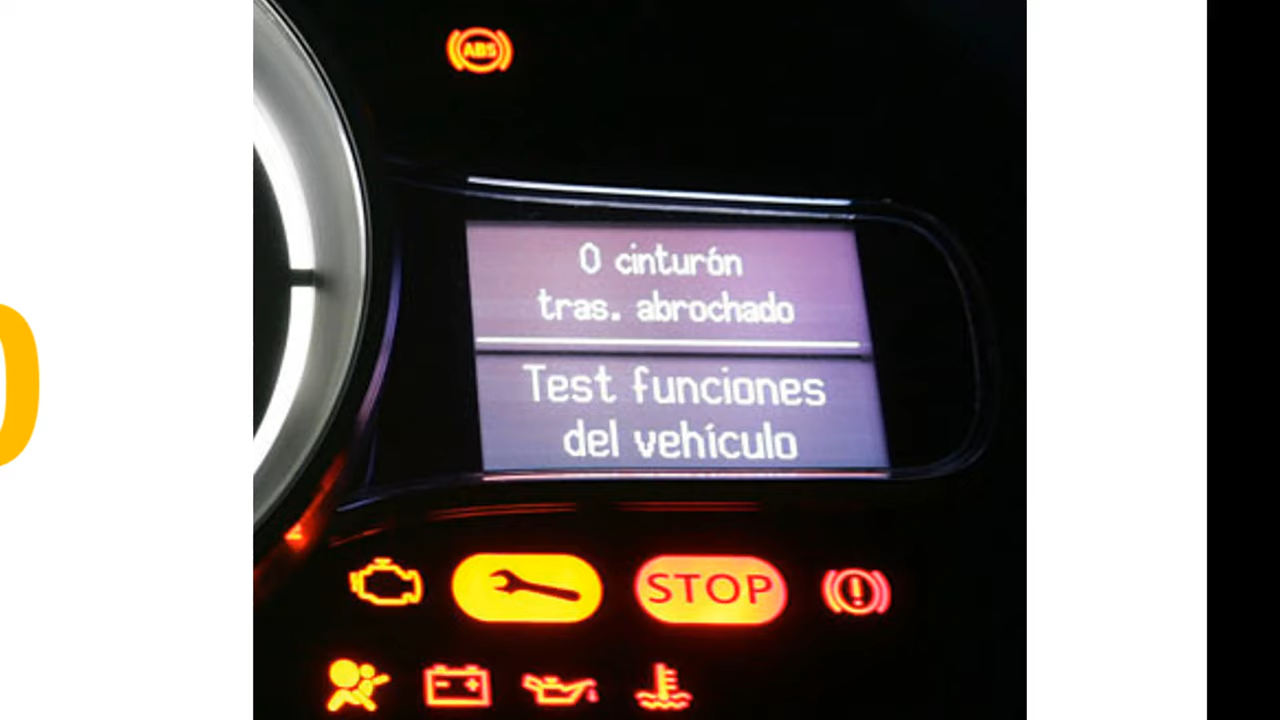 ABS
0 cinturón
tras. abrochado
Test funciones
del vehículo
STOP